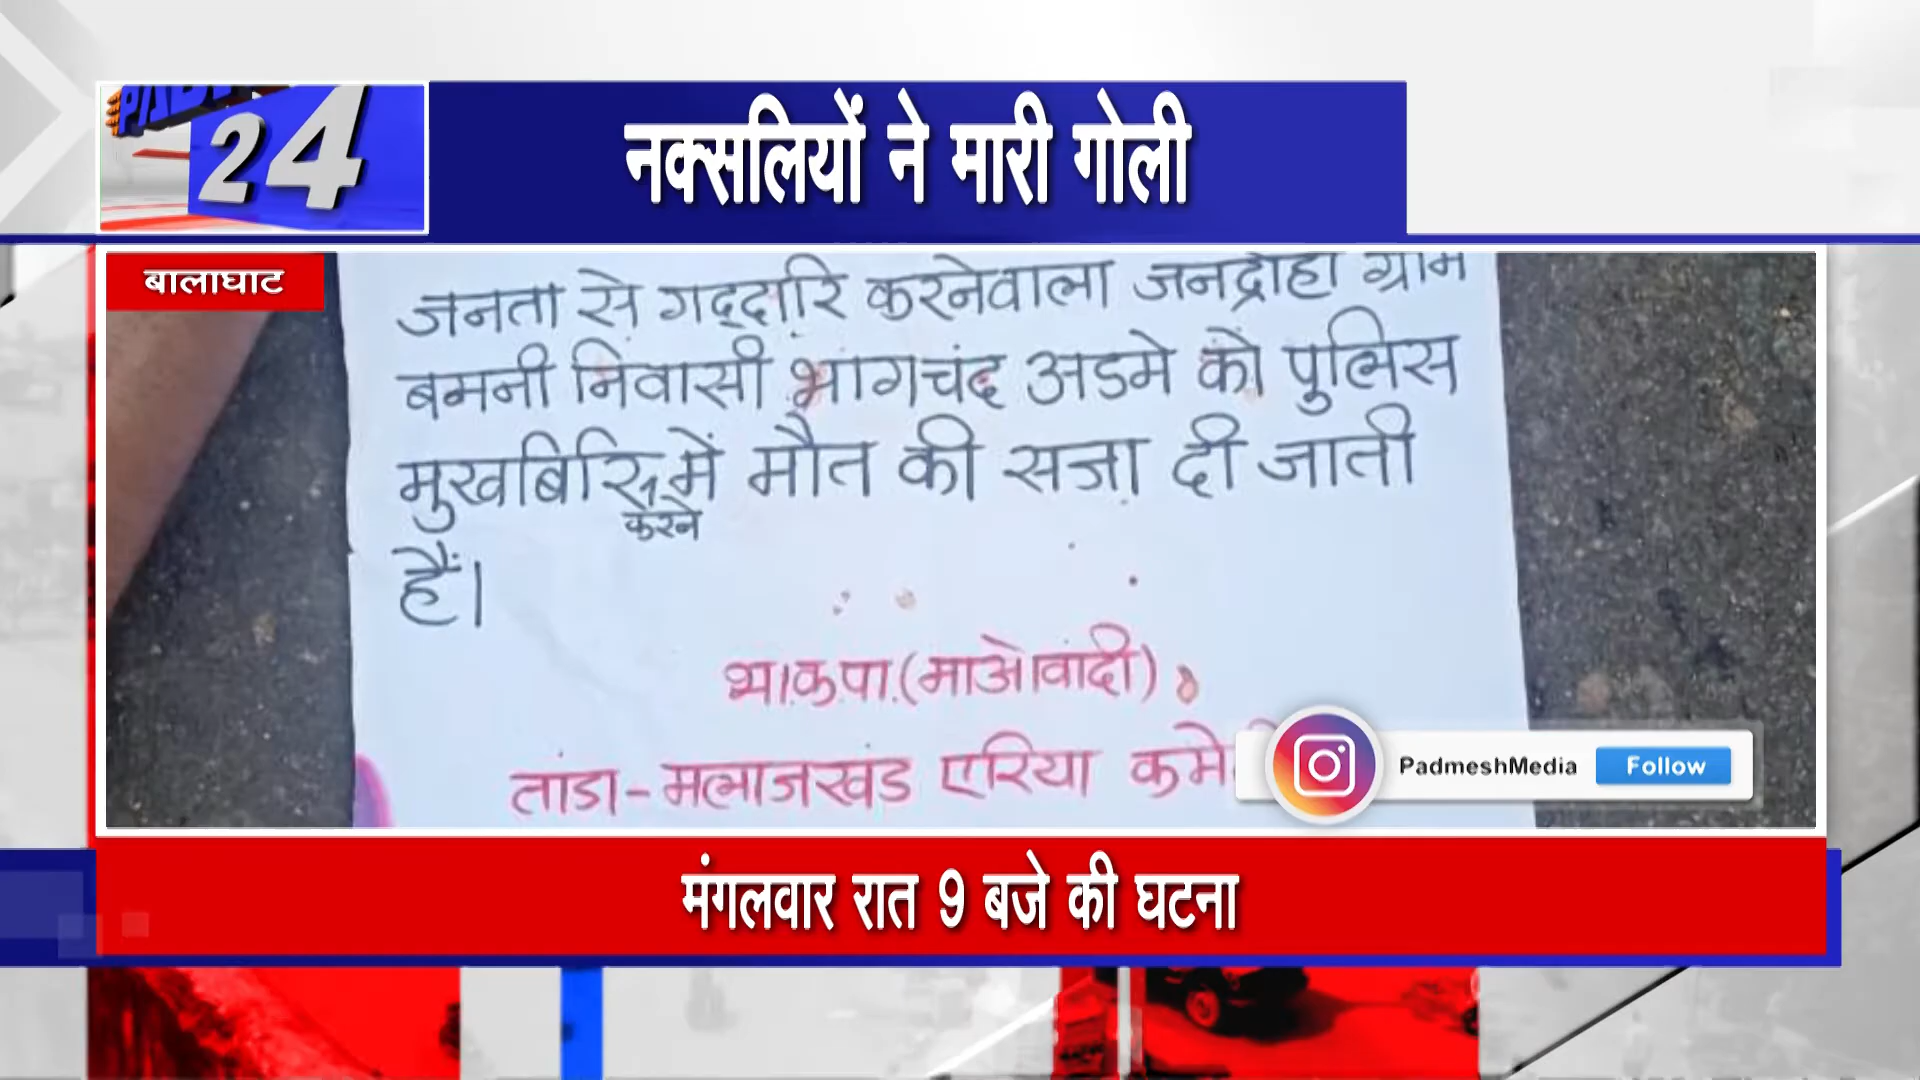 24
नक्सलियों ने मारी गोली
बालाघाट
जनता से गद्दारि करनेवाला जनद्रोही ग्राम
बमनी निवासी भागचंद अडमे को पुलिस
मुखबिरि में मौत की सजा दी जाती
करने
हैं।
भा.क.पा.(माओवादी)
तांडा-मलाजखंड एरिया
PadmeshMedia
Follow
मंगलवार रात 9 बजे की घटना